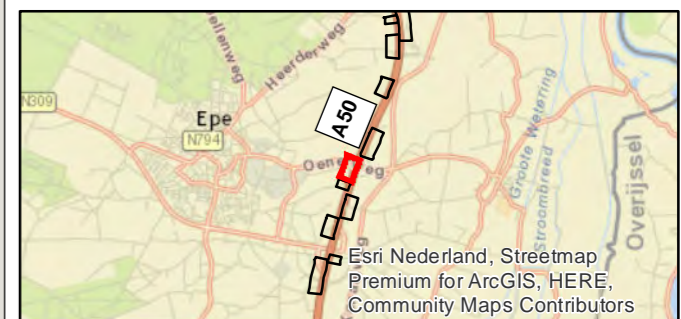 Heerderweg
N309
Epe
N794
A50
Groote Wetering
Stroombreed
Overijssel
Esri Nederland, Streetmap
Premium for ArcGIS, HERE,
Community Maps Contributors